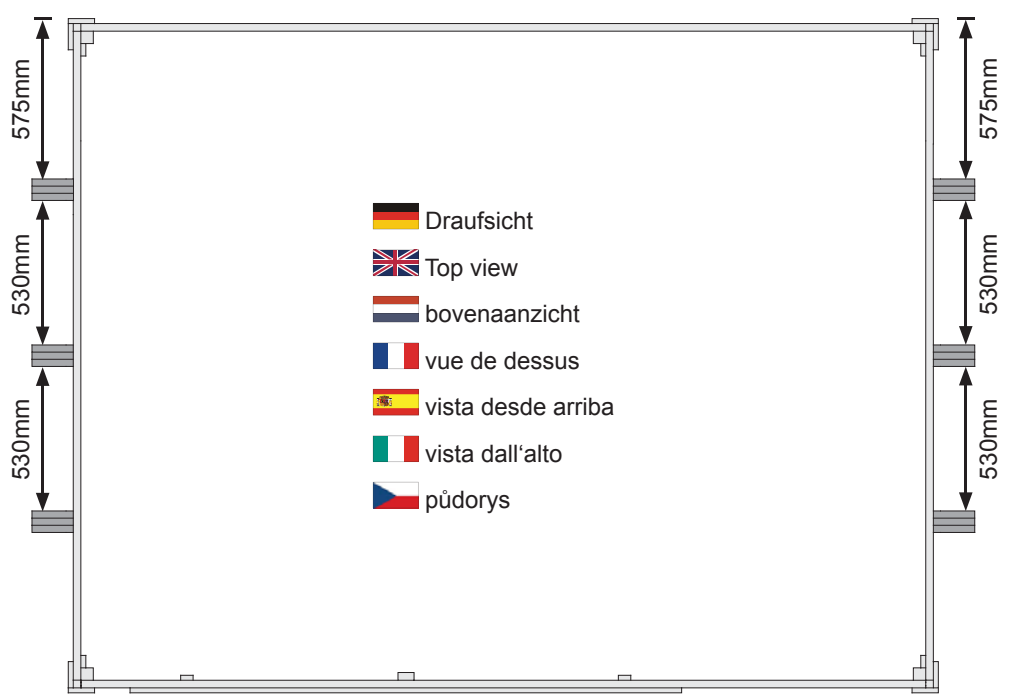 575mm
575mm
Draufsicht
Top view
530mm
530mm
bovenaanzicht
vue de dessus
vista desde arriba
530mm
530mm
vista dall‘alto
půdorys